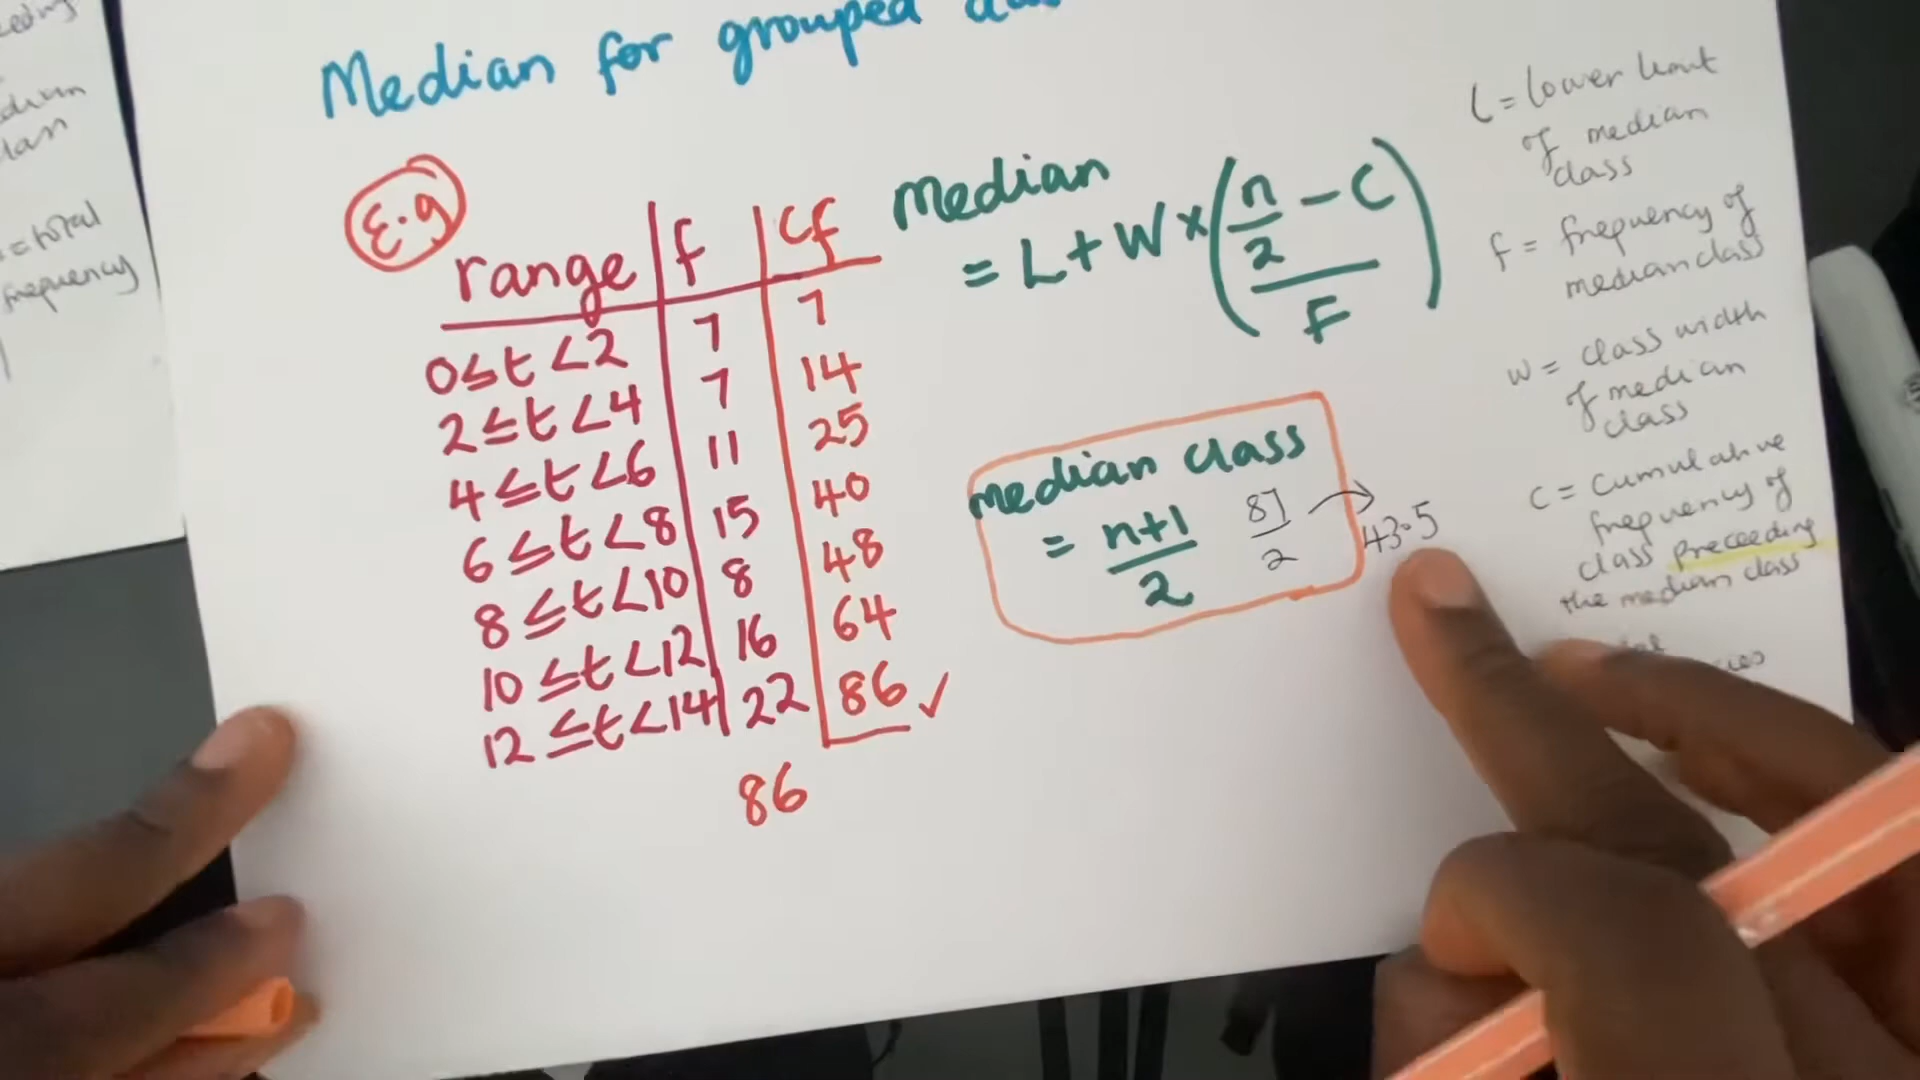 Median for grouped
E.g
range f cf
0≤t<2 7 7
2≤t<4 7 14
4≤t<6 11 25
6≤t<8 15 40
8≤t<10 8 48
10≤t<12 16 64
12≤t<14 22 86 ✓
86
Median
= L + W × (n/2 - C)/F
median class
= n+1/2 87/2 → 43.5
L = lower limit
of median
class
f = frequency of
median class
w = class width
of median
class
C = cumulative
frequency of
class preceeding
the median class
= total
frequency